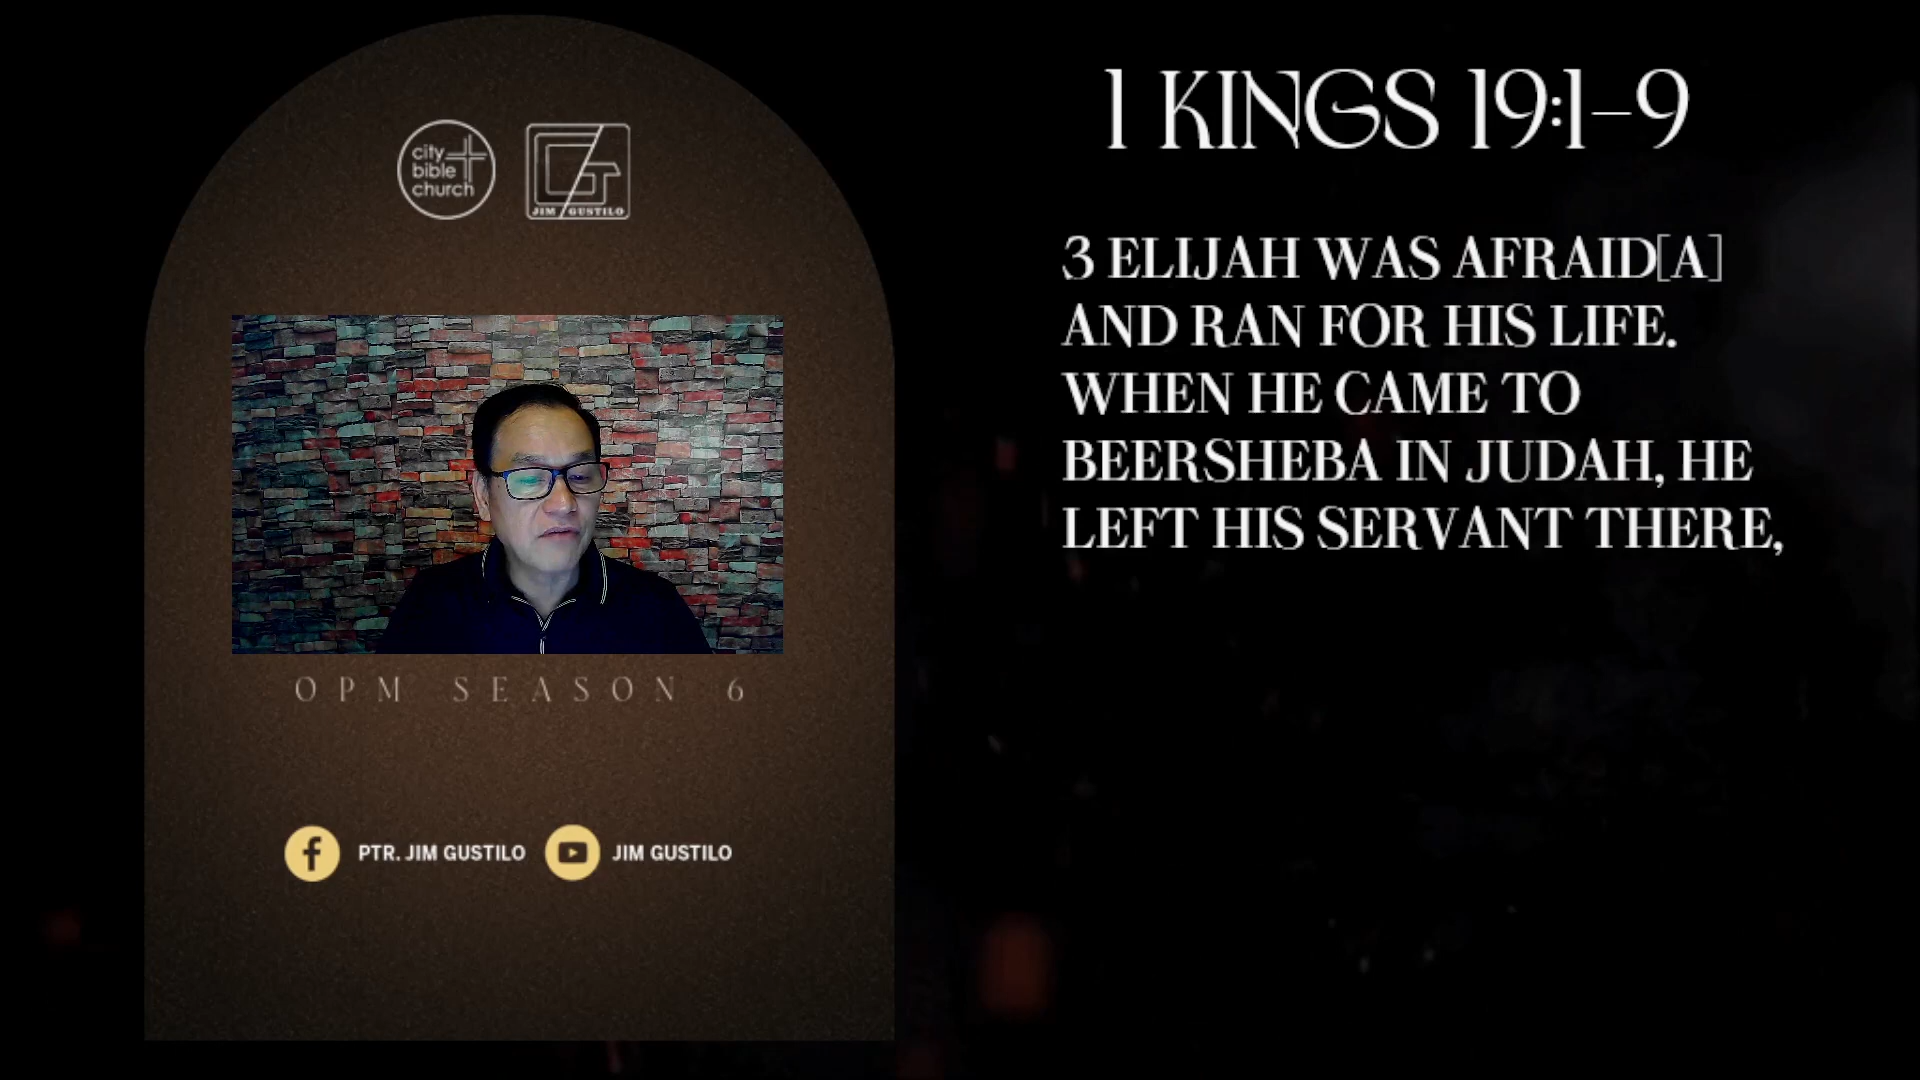 city
bible
church
JIM GUSTILO
OPM SEASON 6
PTR. JIM GUSTILO
JIM GUSTILO
1 KINGS 19:1-9
3 ELIJAH WAS AFRAID[A]
AND RAN FOR HIS LIFE.
WHEN HE CAME TO
BEERSHEBA IN JUDAH, HE
LEFT HIS SERVANT THERE,